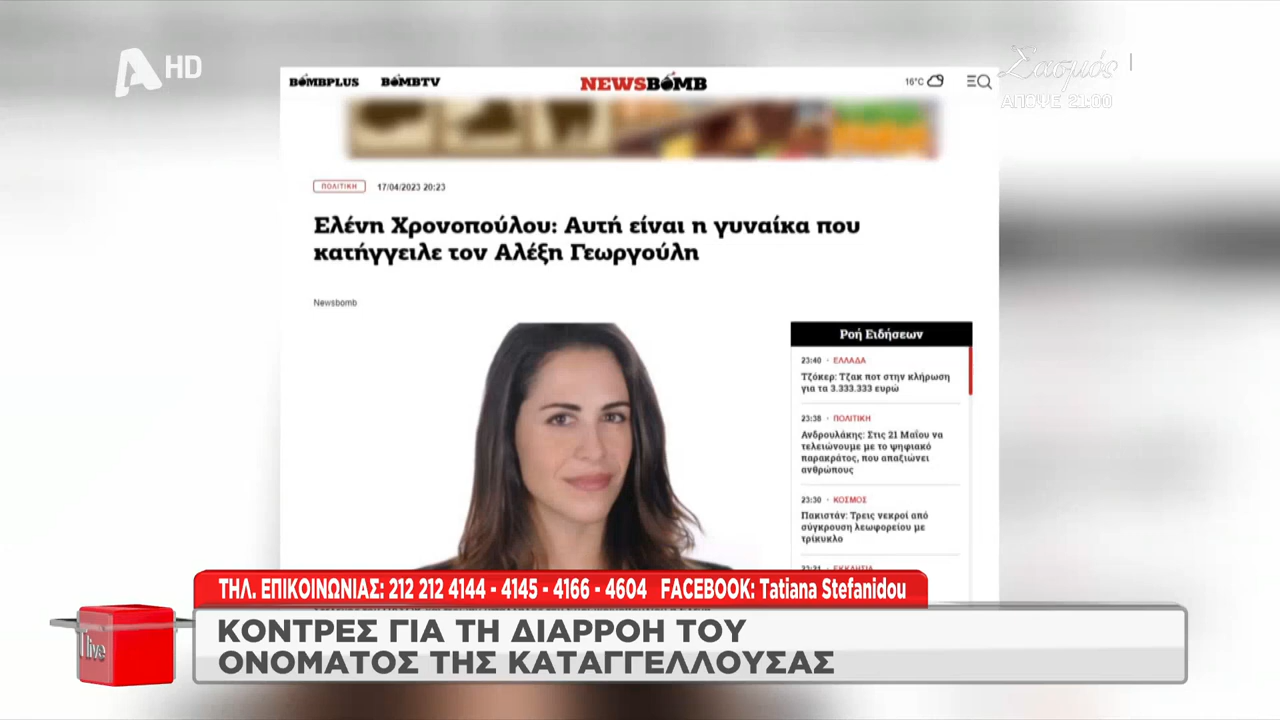 HD
Σασμός
ΑΠΟΨΕ 21:00
BOMBPLUS
BOMBTV
NEWSBOMB
16°C
ΠΟΛΙΤΙΚΗ
17/04/2023 20:23
Ελένη Χρονοπούλου: Αυτή είναι η γυναίκα που
κατήγγειλε τον Αλέξη Γεωργούλη
Newsbomb
Ροή Ειδήσεων
23:40 · ΕΛΛΑΔΑ
Τζόκερ: Τζακ ποτ στην κλήρωση
για τα 3.333.333 ευρώ
23:38 · ΠΟΛΙΤΙΚΗ
Ανδρουλάκης: Στις 21 Μαΐου να
τελειώνουμε με το ψηφιακό
παρακράτος, που απαξιώνει
ανθρώπους
23:30 · ΚΟΣΜΟΣ
Πακιστάν: Τρεις νεκροί από
σύγκρουση λεωφορείου με
τρίκυκλο
ΤΗΛ. ΕΠΙΚΟΙΝΩΝΙΑΣ: 212 212 4144 - 4145 - 4166 - 4604 FACEBOOK: Tatiana Stefanidou
live
ΚΟΝΤΡΕΣ ΓΙΑ ΤΗ ΔΙΑΡΡΟΗ ΤΟΥ
ΟΝΟΜΑΤΟΣ ΤΗΣ ΚΑΤΑΓΓΕΛΛΟΥΣΑΣ